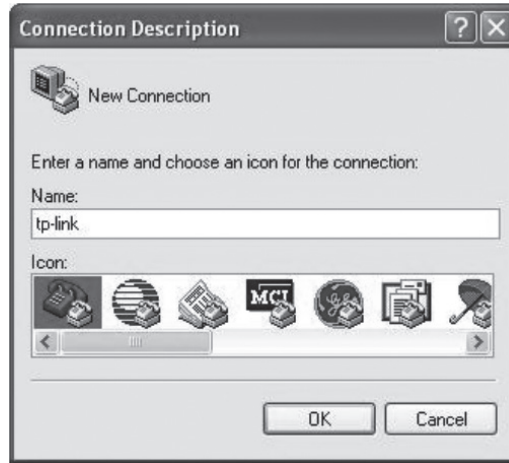 Connection Description
New Connection
Enter a name and choose an icon for the connection:
Name:
tp-link
Icon:
MCI
OK
Cancel